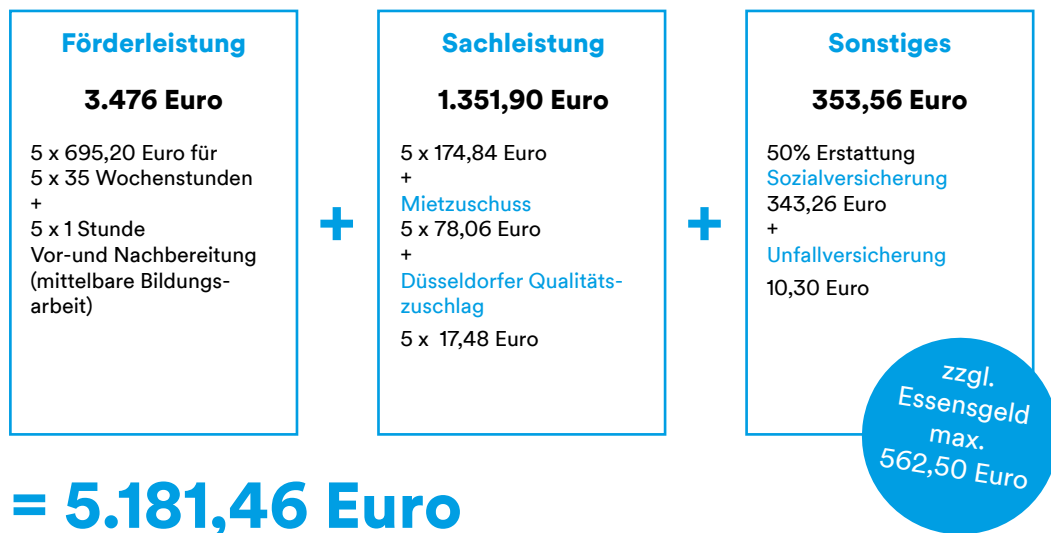 Förderleistung
3.476 Euro
5 x 695,20 Euro für
5 x 35 Wochenstunden
+
5 x 1 Stunde
Vor-und Nachbereitung
(mittelbare Bildungs-
arbeit)
+
Sachleistung
1.351,90 Euro
5 x 174,84 Euro
+
Mietzuschuss
5 x 78,06 Euro
+
Düsseldorfer Qualitäts-
zuschlag
5 x 17,48 Euro
+
Sonstiges
353,56 Euro
50% Erstattung
Sozialversicherung
343,26 Euro
+
Unfallversicherung
10,30 Euro
zzgl.
Essensgeld
max.
562,50 Euro
= 5.181,46 Euro